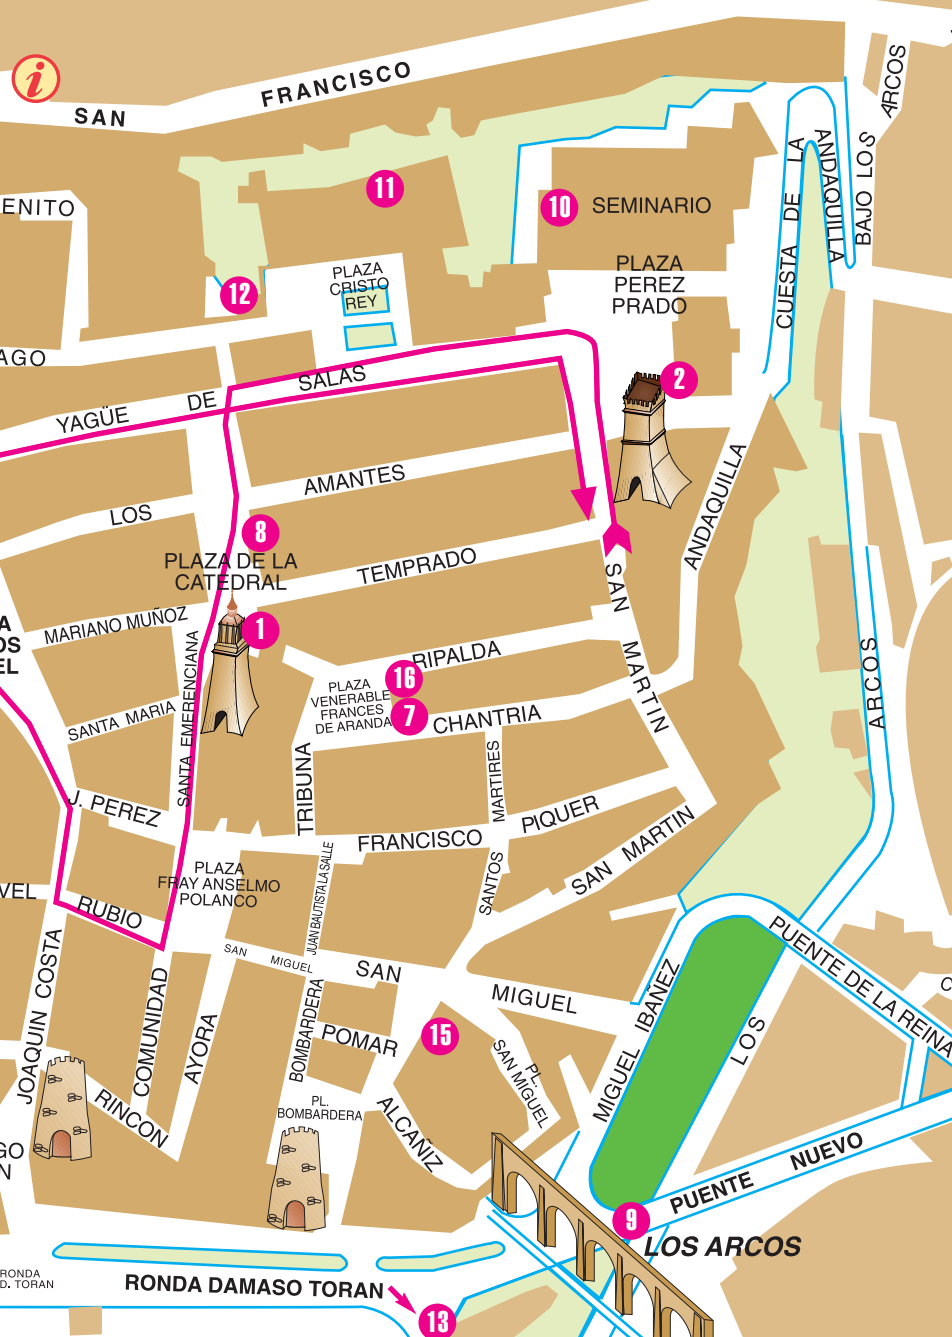 i
SAN
FRANCISCO
ARCOS
BAJO LOS
CUESTA DE LA
ANDAQUILLA
ENITO
11
10
SEMINARIO
PLAZA
CRISTO
REY
PLAZA
PEREZ
PRADO
12
AGO
YAGÜE DE SALAS
2
LOS
AMANTES
8
PLAZA DE LA
CATEDRAL
TEMPRADO
ANDAQUILLA
SAN MARTIN
A
OS
EL
MARIANO MUÑOZ
1
SANTA MARIA
SANTA EMERENCIANA
RIPALDA
16
PLAZA
VENERABLE
FRANCES
DE ARANDA
7
CHANTRIA
ARCOS
TRIBUNA
MARTIRES
J. PEREZ
FRANCISCO
PIQUER
SAN MARTIN
JUAN BAUTISTA LA SALLE
SANTOS
PLAZA
FRAY ANSELMO
POLANCO
VEL
RUBIO
SAN MIGUEL
SAN
MIGUEL
PUENTE DE LA REINA
C
JOAQUIN COSTA
COMUNIDAD
AYORA
BOMBARDERA
POMAR
15
PL.
SAN MIGUEL
MIGUEL IBAÑEZ
LOS
RINCON
PL.
BOMBARDERA
ALCAÑIZ
GO
N
PUENTE NUEVO
9
LOS ARCOS
RONDA
D. TORAN
RONDA DAMASO TORAN
13